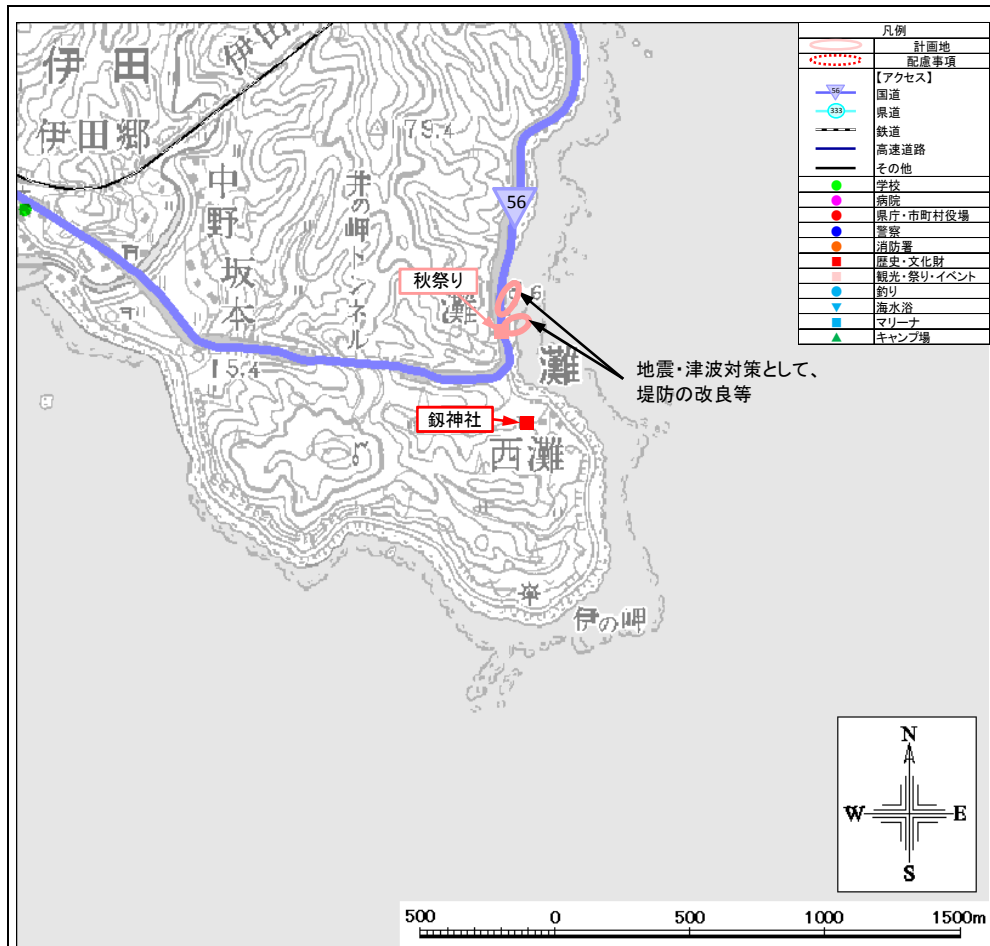 伊田
伊田
伊田郷
179.4
中野
坂本
井の岬トンネル
56
秋祭り
灘
灘
地震・津波対策として、
堤防の改良等
15.4
釼神社
西灘
伊の岬
凡例
計画地
配慮事項
【アクセス】
56 国道
333 県道
鉄道
高速道路
その他
学校
病院
県庁・市町村役場
警察
消防署
歴史・文化財
観光・祭り・イベント
釣り
海水浴
マリーナ
キャンプ場
N
W E
S
500 0 500 1000 1500m